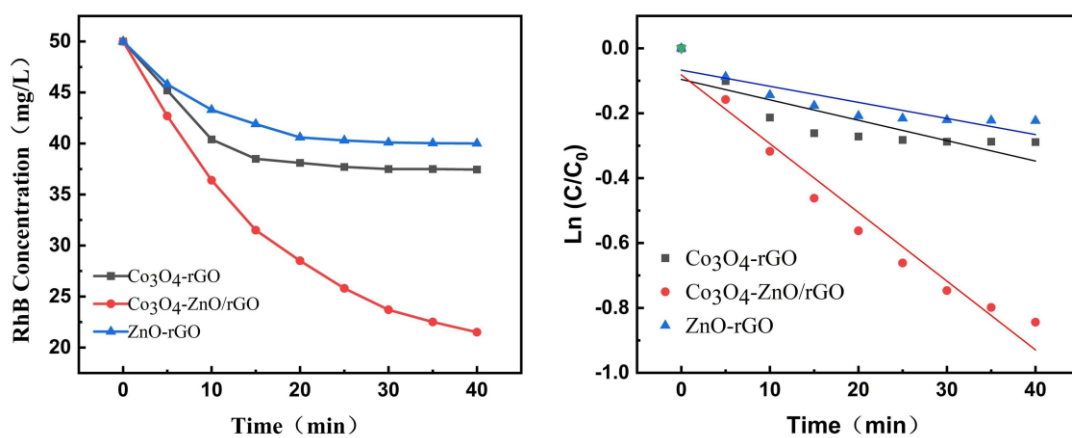 50
45
40
35
30
25
20
RhB Concentration（mg/L）
Co3O4-rGO
Co3O4-ZnO/rGO
ZnO-rGO
0 10 20 30 40
Time（min）
0.0
-0.2
-0.4
-0.6
-0.8
-1.0
Ln (C/C0)
Co3O4-rGO
Co3O4-ZnO/rGO
ZnO-rGO
0 10 20 30 40
Time（min）